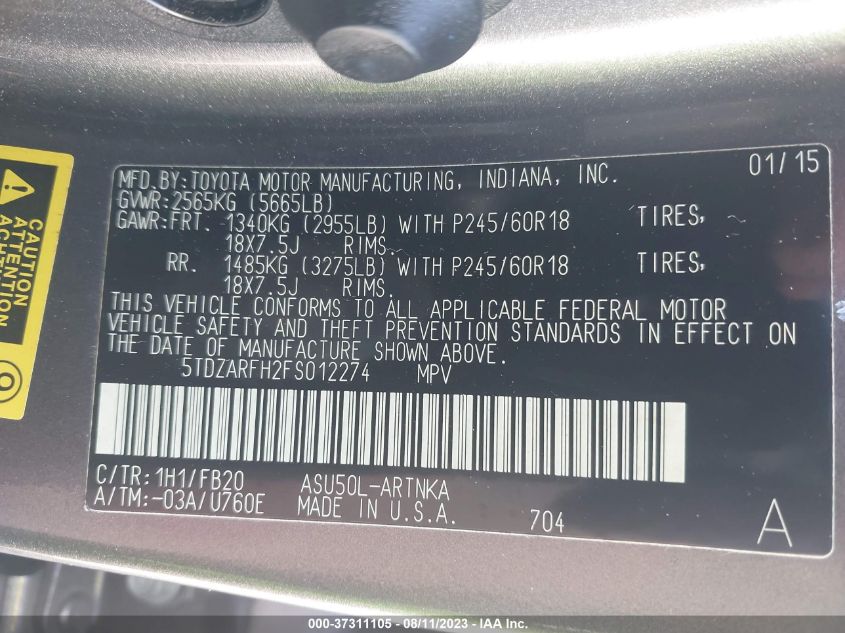 MFD.BY:TOYOTA MOTOR MANUFACTURING, INDIANA, INC. 01/15
GVWR:2565KG (5665LB)
GAWR:FRT. 1340KG (2955LB) WITH P245/60R18 TIRES,
18X7.5J RIMS.
RR. 1485KG (3275LB) WITH P245/60R18 TIRES,
18X7.5J RIMS.
THIS VEHICLE CONFORMS TO ALL APPLICABLE FEDERAL MOTOR
VEHICLE SAFETY AND THEFT PREVENTION STANDARDS IN EFFECT ON
THE DATE OF MANUFACTURE SHOWN ABOVE.
5TDZARFH2FS012274 MPV
C/TR:1H1/FB20 ASU50L-ARTNKA
A/TM:-03A/U760E MADE IN U.S.A. 704 A
CAUTION
ATTENTION
ACHTUNG
000-37311105 - 08/11/2023 - IAA Inc.